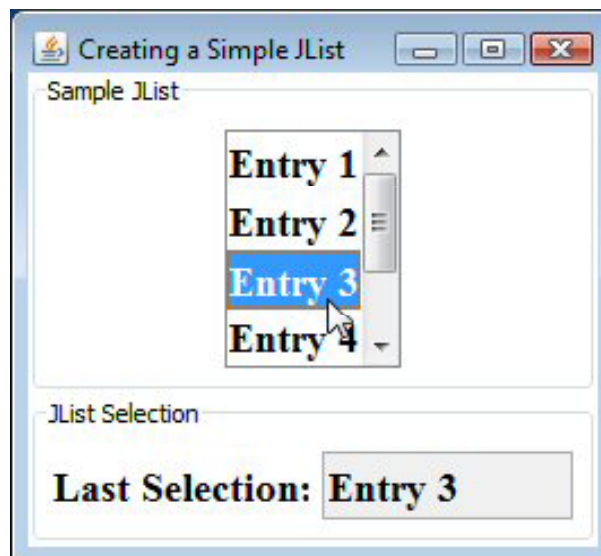 Creating a Simple JList
Sample JList
Entry 1
Entry 2
Entry 3
Entry 4
JList Selection
Last Selection: Entry 3